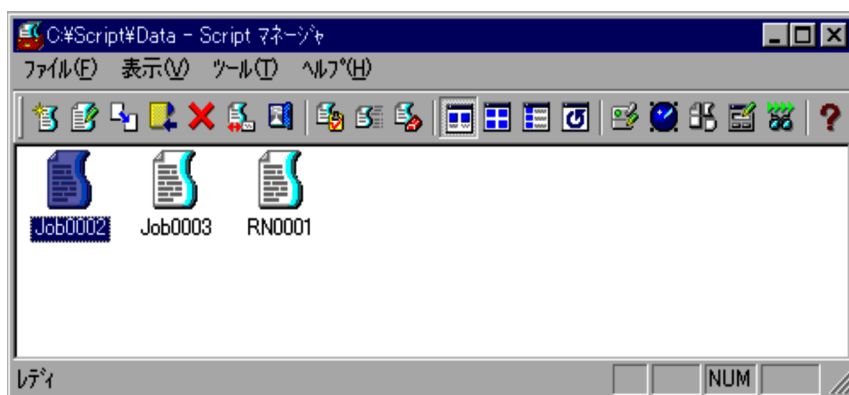 C:¥Script¥Data - Script ﾏﾈｰｼﾞｬ
ﾌｧｲﾙ(F) 表示(V) ﾂｰﾙ(T) ﾍﾙﾌﾟ(H)
Job0002 Job0003 RN0001
ﾚﾃﾞｨ NUM